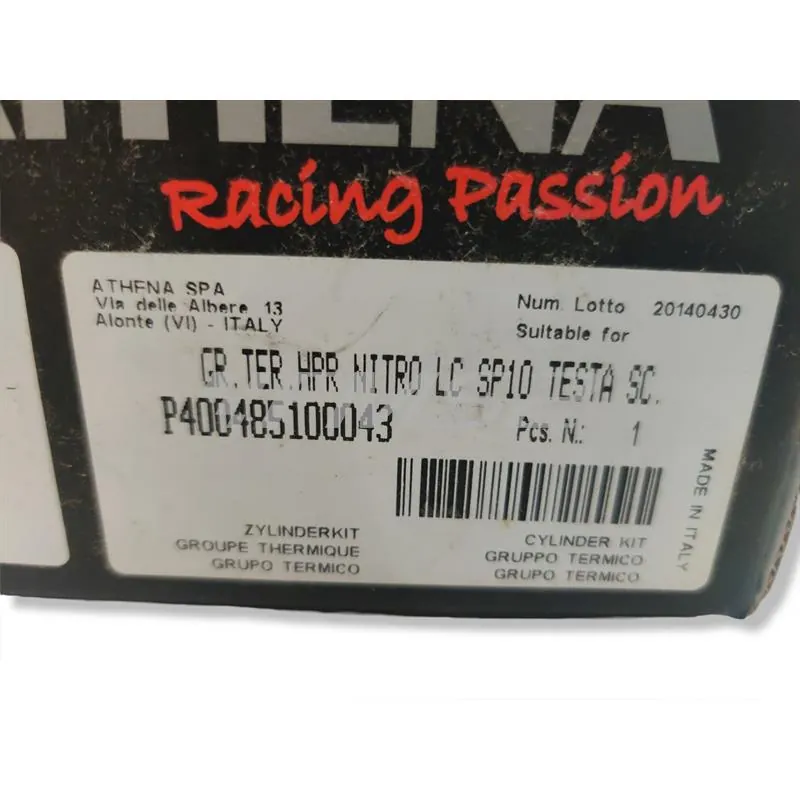 ATHENA
Racing Passion
ATHENA SPA
Via delle Albere 13
Alonte (VI) - ITALY
Num. Lotto 20140430
Suitable for
GR.TER.HPR NITRO LC SP10 TESTA SC.
P400485100043
Pcs. N.: 1
MADE IN ITALY
ZYLINDERKIT
GROUPE THERMIQUE
GRUPO TERMICO
CYLINDER KIT
GRUPPO TERMICO
GRUPO TERMICO